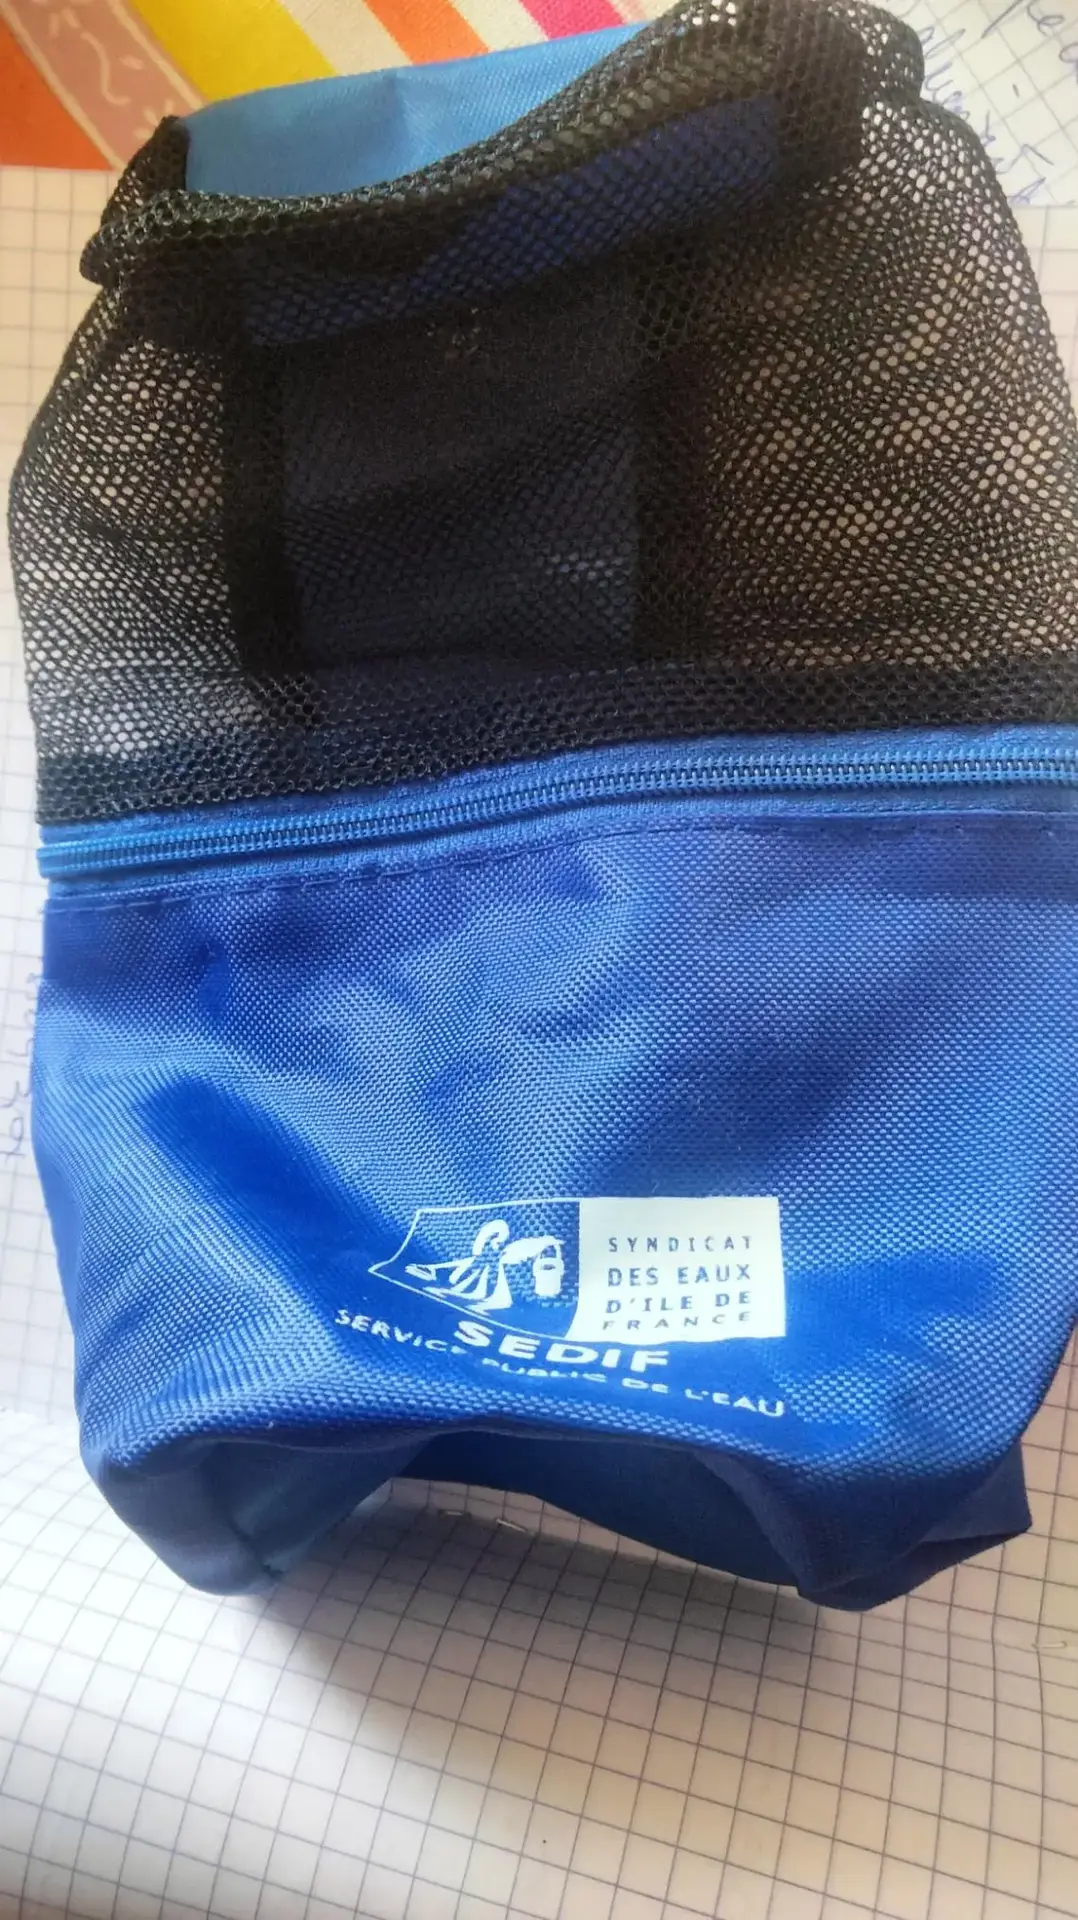 SYNDICAT
DES EAUX
D'ILE DE
FRANCE
SEDIF
SERVICE PUBLIC DE L'EAU